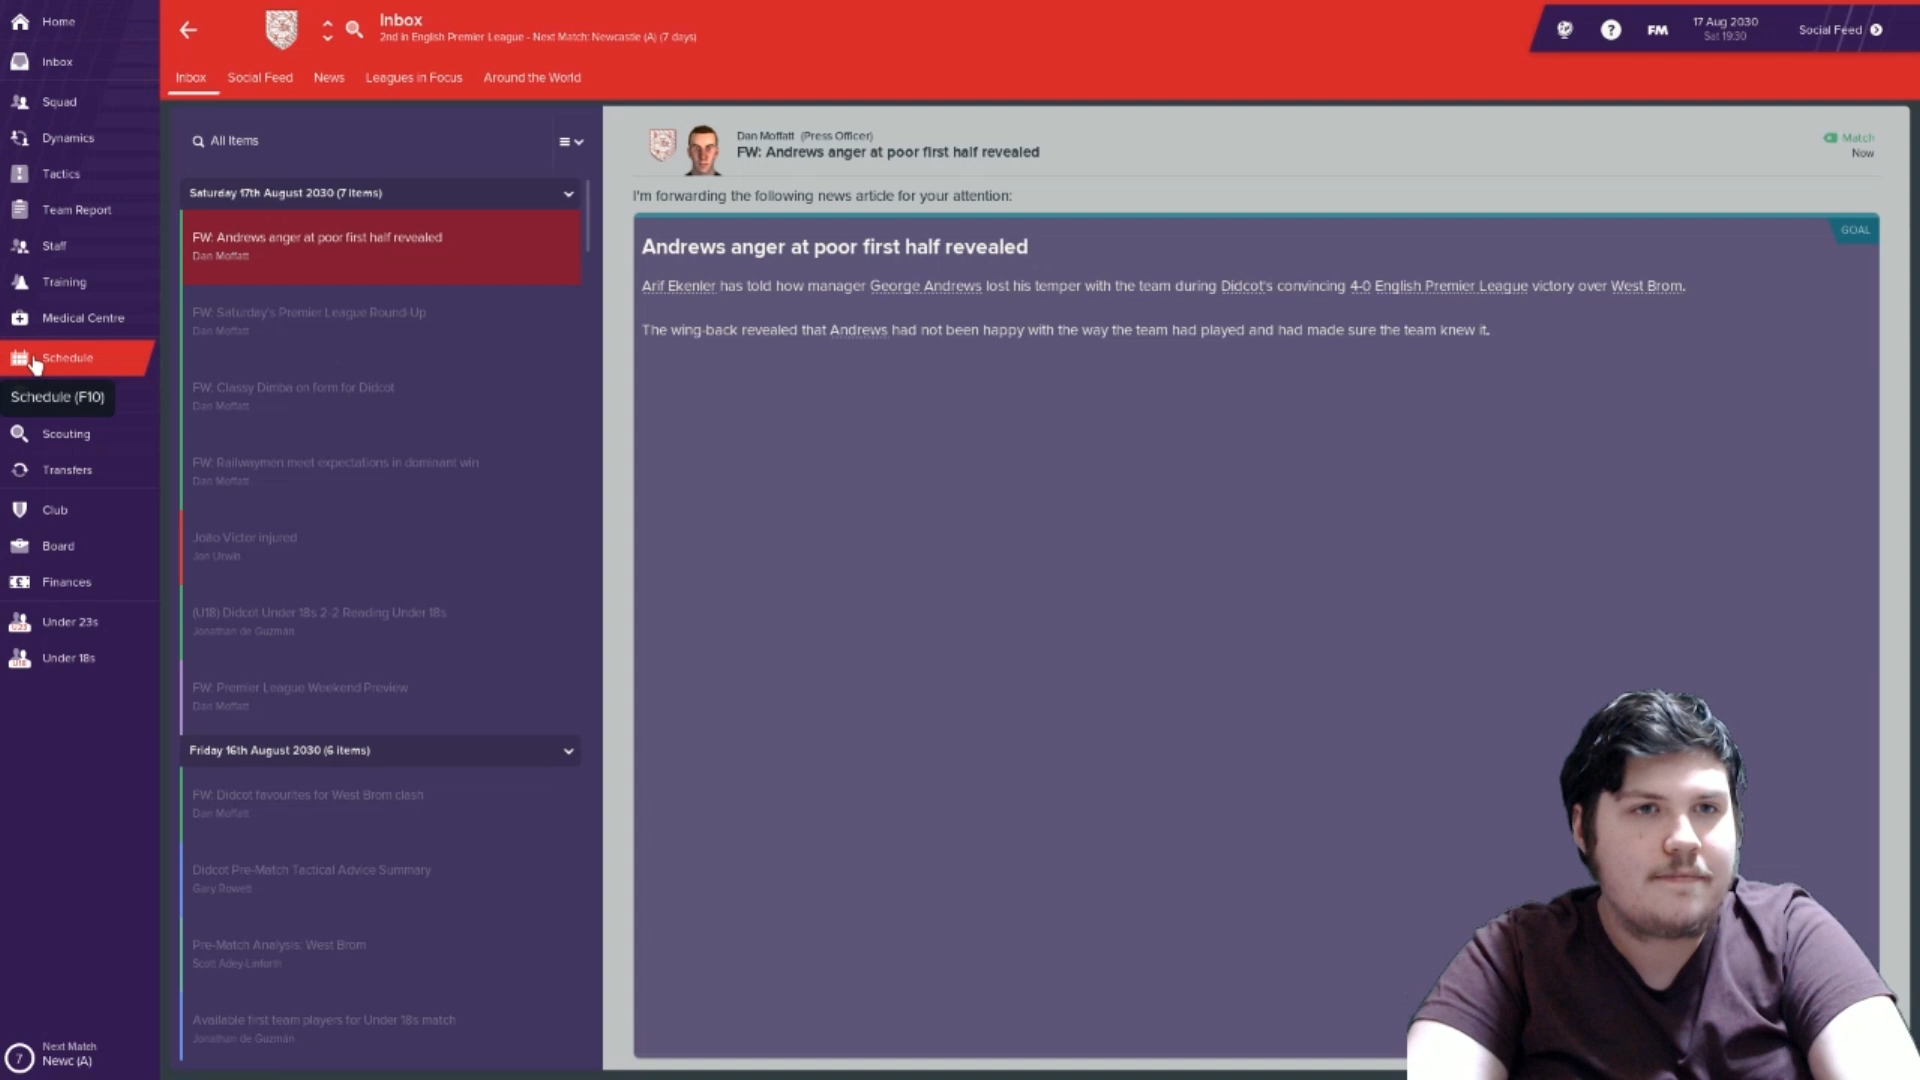 Home
Inbox
Squad
Dynamics
Tactics
Team Report
Staff
Training
Medical Centre
Schedule
Schedule (F10)
Scouting
Transfers
Club
Board
Finances
Under 23s
Under 18s
7
Next Match
Newc (A)
Inbox
2nd in English Premier League - Next Match: Newcastle (A) (7 days)
Inbox Social Feed News Leagues in Focus Around the World
FM
17 Aug 2030
Sat 19:30
Social Feed
All Items
Saturday 17th August 2030 (7 items)
FW: Andrews anger at poor first half revealed
Dan Moffatt
FW: Saturday's Premier League Round-Up
Dan Moffatt
FW: Classy Dimba on form for Didcot
Dan Moffatt
FW: Railwaymen meet expectations in dominant win
Dan Moffatt
João Victor injured
Jon Urwin
(U18) Didcot Under 18s 2-2 Reading Under 18s
Jonathan de Guzmán
FW: Premier League Weekend Preview
Dan Moffatt
Friday 16th August 2030 (6 items)
FW: Didcot favourites for West Brom clash
Dan Moffatt
Didcot Pre-Match Tactical Advice Summary
Gary Rowett
Pre-Match Analysis: West Brom
Scott Adey-Linforth
Available first team players for Under 18s match
Jonathan de Guzmán
Dan Moffatt (Press Officer)
FW: Andrews anger at poor first half revealed
Match
Now
I'm forwarding the following news article for your attention:
GOAL
Andrews anger at poor first half revealed
Arif Ekenler has told how manager George Andrews lost his temper with the team during Didcot's convincing 4-0 English Premier League victory over West Brom.
The wing-back revealed that Andrews had not been happy with the way the team had played and had made sure the team knew it.